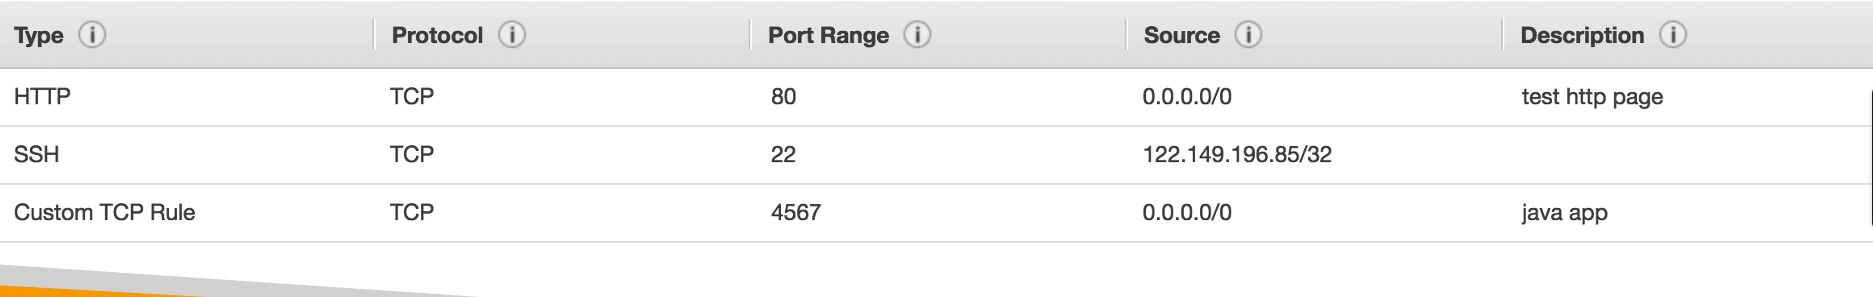 Type Protocol Port Range Source Description
HTTP TCP 80 0.0.0.0/0 test http page
SSH TCP 22 122.149.196.85/32
Custom TCP Rule TCP 4567 0.0.0.0/0 java app